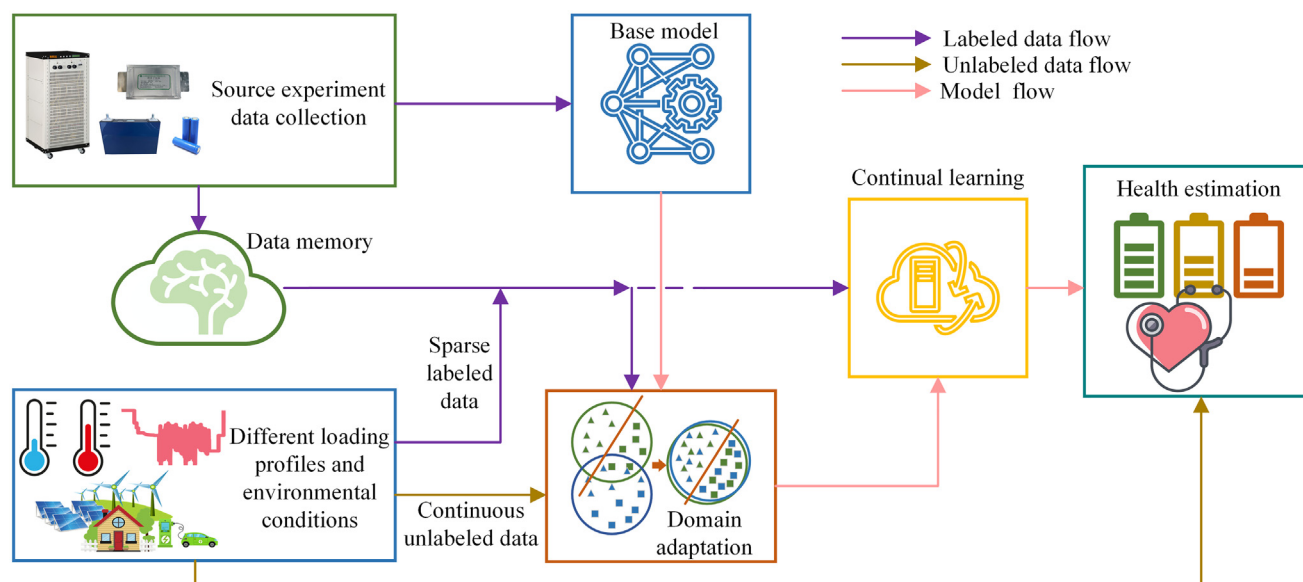 Source experiment
data collection
Base model
Labeled data flow
Unlabeled data flow
Model flow
Data memory
Continual learning
Health estimation
Sparse
labeled
data
Different loading
profiles and
environmental
conditions
Continuous
unlabeled data
Domain
adaptation